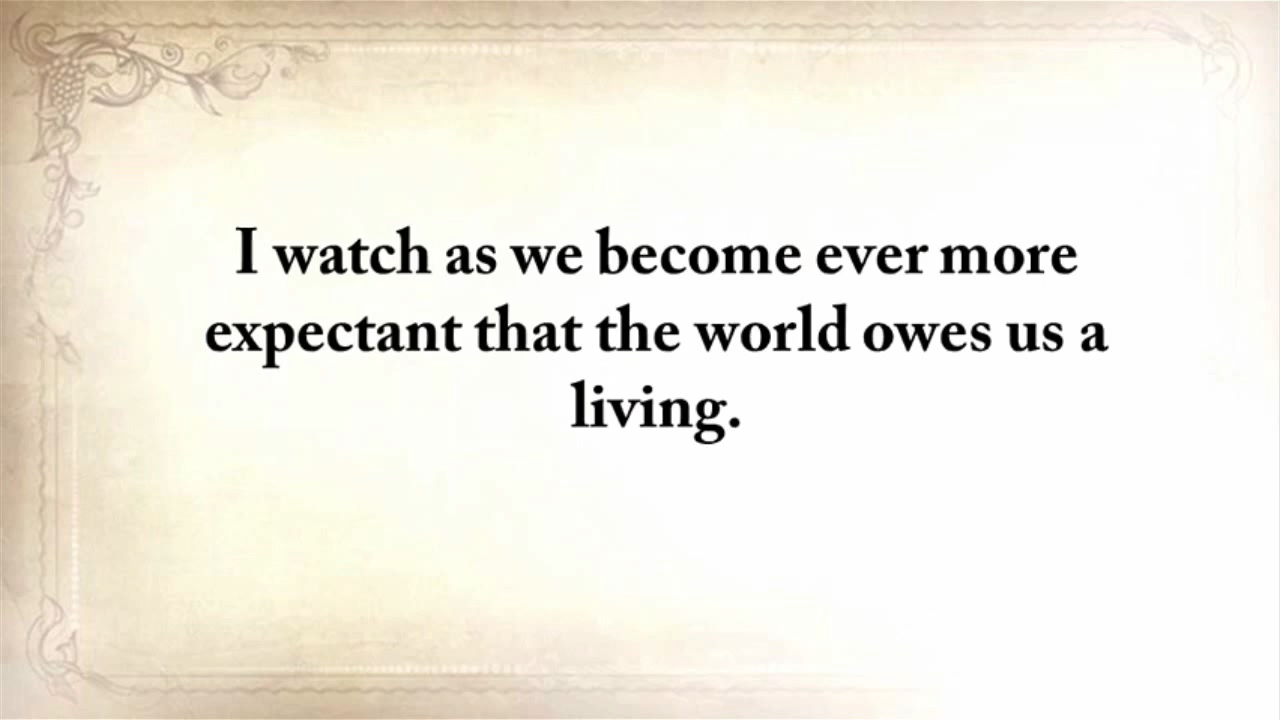 I watch as we become ever more
expectant that the world owes us a
living.